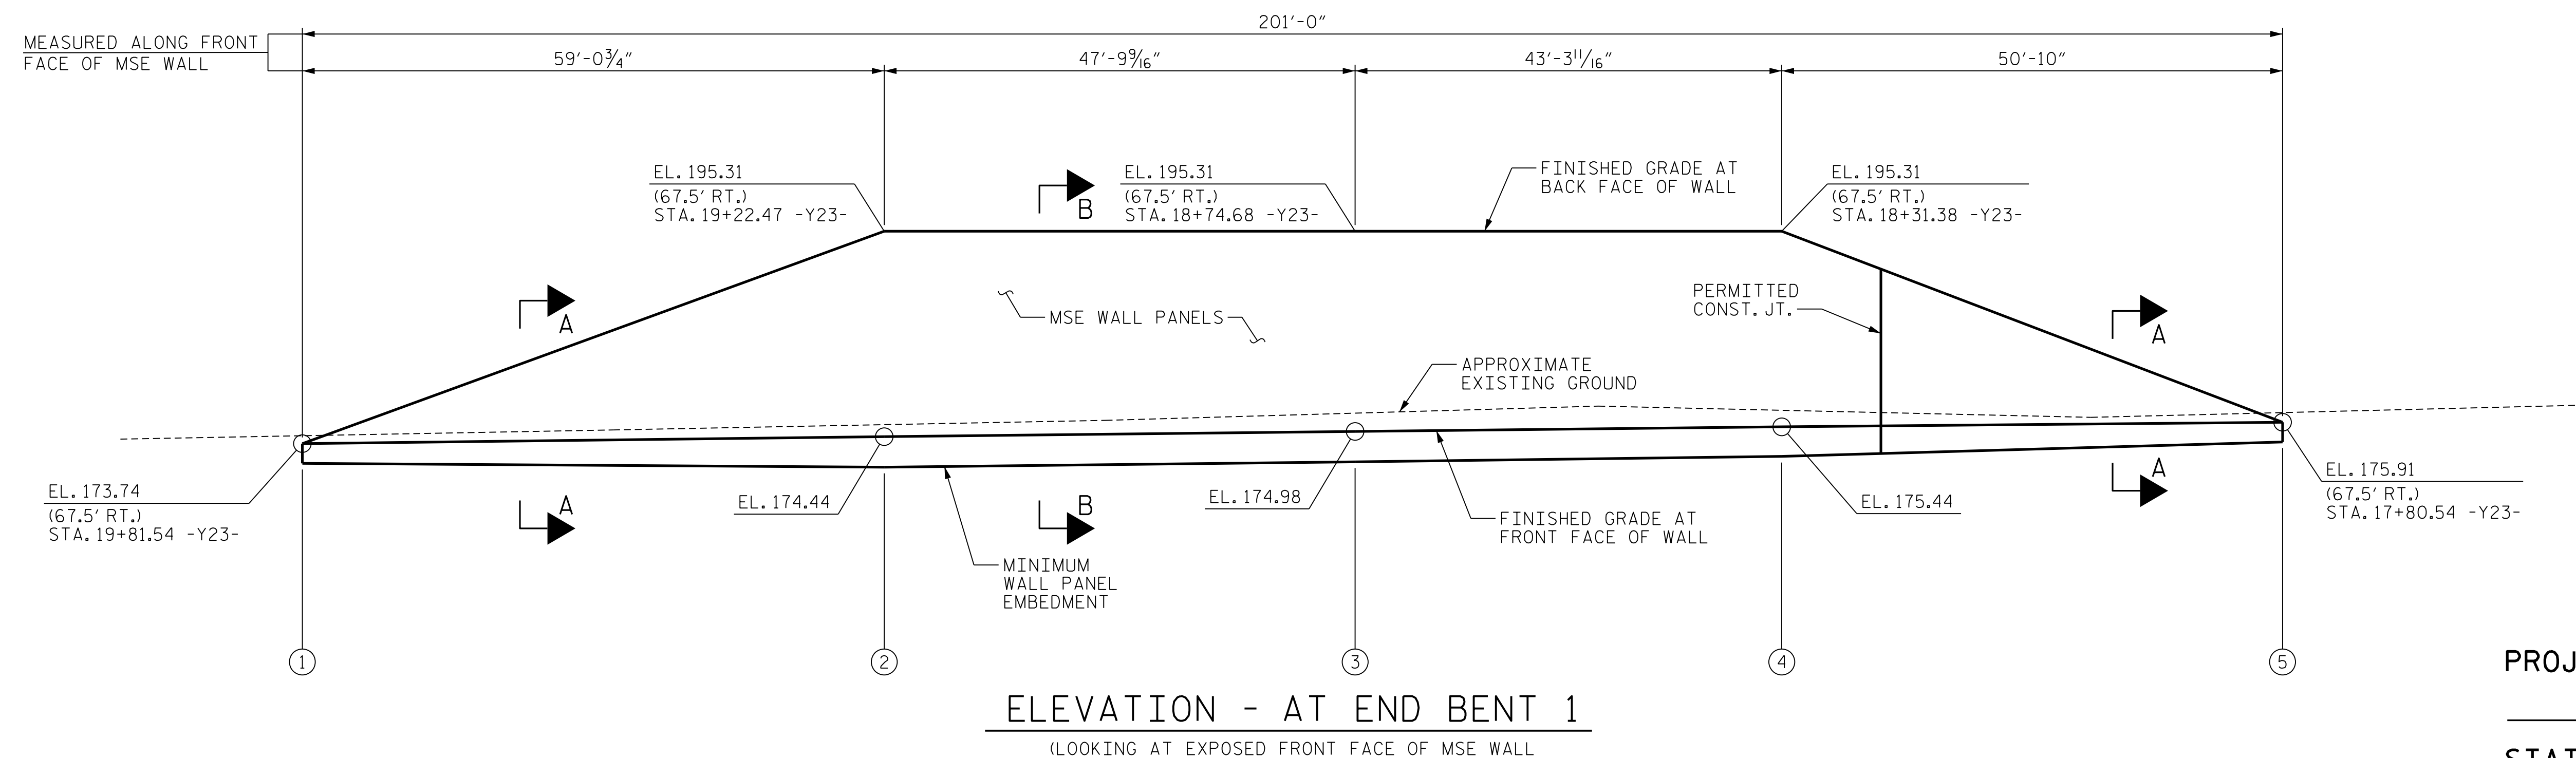 201'-0"
MEASURED ALONG FRONT
FACE OF MSE WALL
59'-0¾"
47'-9⁹⁄₁₆"
43'-3¹¹⁄₁₆"
50'-10"
EL. 195.31
(67.5' RT.)
STA. 19+22.47 -Y23-
B
EL. 195.31
(67.5' RT.)
STA. 18+74.68 -Y23-
FINISHED GRADE AT
BACK FACE OF WALL
EL. 195.31
(67.5' RT.)
STA. 18+31.38 -Y23-
A
MSE WALL PANELS
PERMITTED
CONST. JT.
A
APPROXIMATE
EXISTING GROUND
EL. 173.74
(67.5' RT.)
STA. 19+81.54 -Y23-
A
EL. 174.44
B
EL. 174.98
FINISHED GRADE AT
FRONT FACE OF WALL
EL. 175.44
A
EL. 175.91
(67.5' RT.)
STA. 17+80.54 -Y23-
MINIMUM
WALL PANEL
EMBEDMENT
1
2
3
4
5
PROJ
ELEVATION - AT END BENT 1
(LOOKING AT EXPOSED FRONT FACE OF MSE WALL